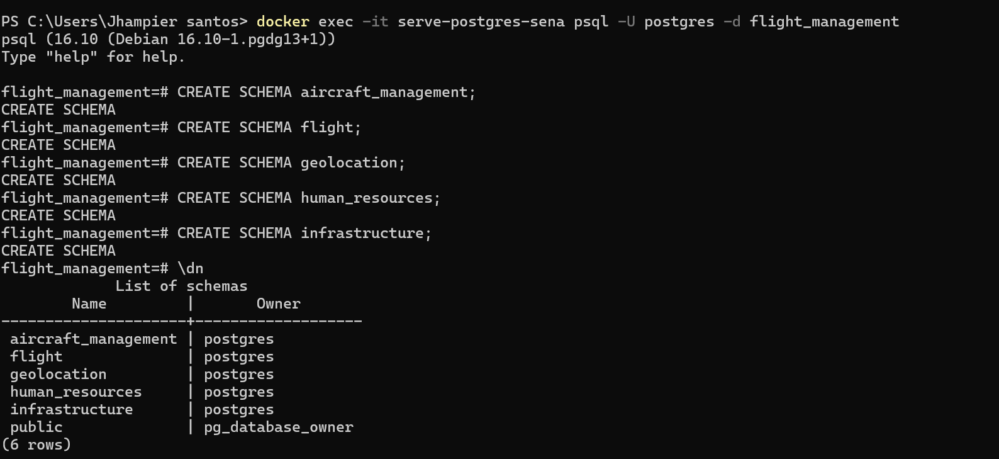 PS C:\Users\Jhampier santos> docker exec -it serve-postgres-sena psql -U postgres -d flight_management
psql (16.10 (Debian 16.10-1.pgdg13+1))
Type "help" for help.

flight_management=# CREATE SCHEMA aircraft_management;
CREATE SCHEMA
flight_management=# CREATE SCHEMA flight;
CREATE SCHEMA
flight_management=# CREATE SCHEMA geolocation;
CREATE SCHEMA
flight_management=# CREATE SCHEMA human_resources;
CREATE SCHEMA
flight_management=# CREATE SCHEMA infrastructure;
CREATE SCHEMA
flight_management=# \dn
             List of schemas
        Name         |       Owner
---------------------+-------------------
 aircraft_management | postgres
 flight              | postgres
 geolocation         | postgres
 human_resources     | postgres
 infrastructure      | postgres
 public              | pg_database_owner
(6 rows)